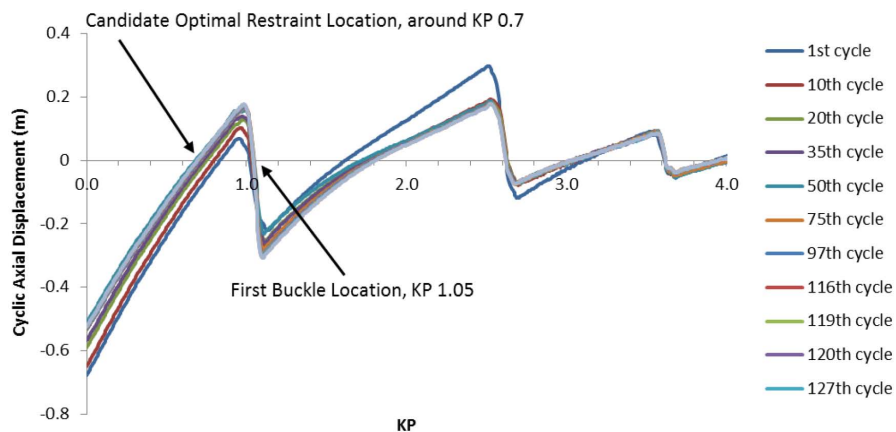 Candidate Optimal Restraint Location, around KP 0.7
0.4
0.2
0
-0.2
-0.4
-0.6
-0.8
0.0
1.0
2.0
3.0
4.0
Cyclic Axial Displacement (m)
First Buckle Location, KP 1.05
KP
1st cycle
10th cycle
20th cycle
35th cycle
50th cycle
75th cycle
97th cycle
116th cycle
119th cycle
120th cycle
127th cycle